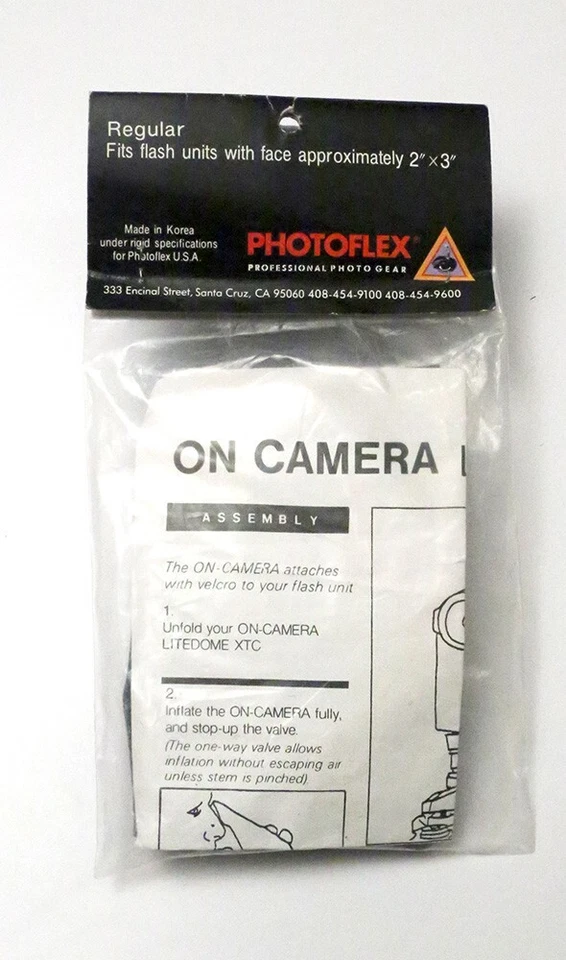 Regular
Fits flash units with face approximately 2" × 3"
Made in Korea
under rigid specifications
for Photoflex U.S.A.
PHOTOFLEX®
PROFESSIONAL PHOTO GEAR
333 Encinal Street, Santa Cruz, CA 95060 408-454-9100 408-454-9600
ON CAMERA
ASSEMBLY
The ON-CAMERA attaches
with velcro to your flash unit
1.
Unfold your ON-CAMERA
LITEDOME XTC
2.
Inflate the ON-CAMERA fully,
and stop-up the valve.
(The one-way valve allows
inflation without escaping air
unless stem is pinched)